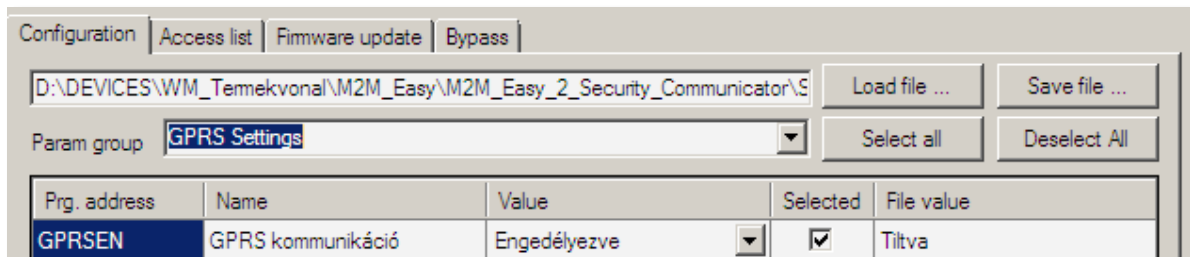 Configuration Access list Firmware update Bypass
D:\DEVICES\WM_Termekvonal\M2M_Easy\M2M_Easy_2_Security_Communicator\S Load file ... Save file ...
Param group GPRS Settings Select all Deselect All
Prg. address Name Value Selected File value
GPRSEN GPRS kommunikáció Engedélyezve Tiltva